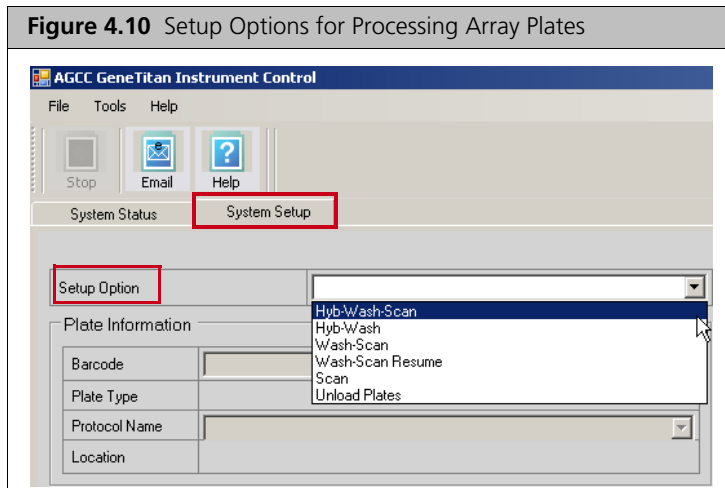 Figure 4.10 Setup Options for Processing Array Plates
AGCC GeneTitan Instrument Control
File Tools Help
Stop Email Help
System Status System Setup
Setup Option
Hyb-Wash-Scan
Hyb-Wash
Wash-Scan
Wash-Scan Resume
Scan
Unload Plates
Plate Information
Barcode
Plate Type
Protocol Name
Location